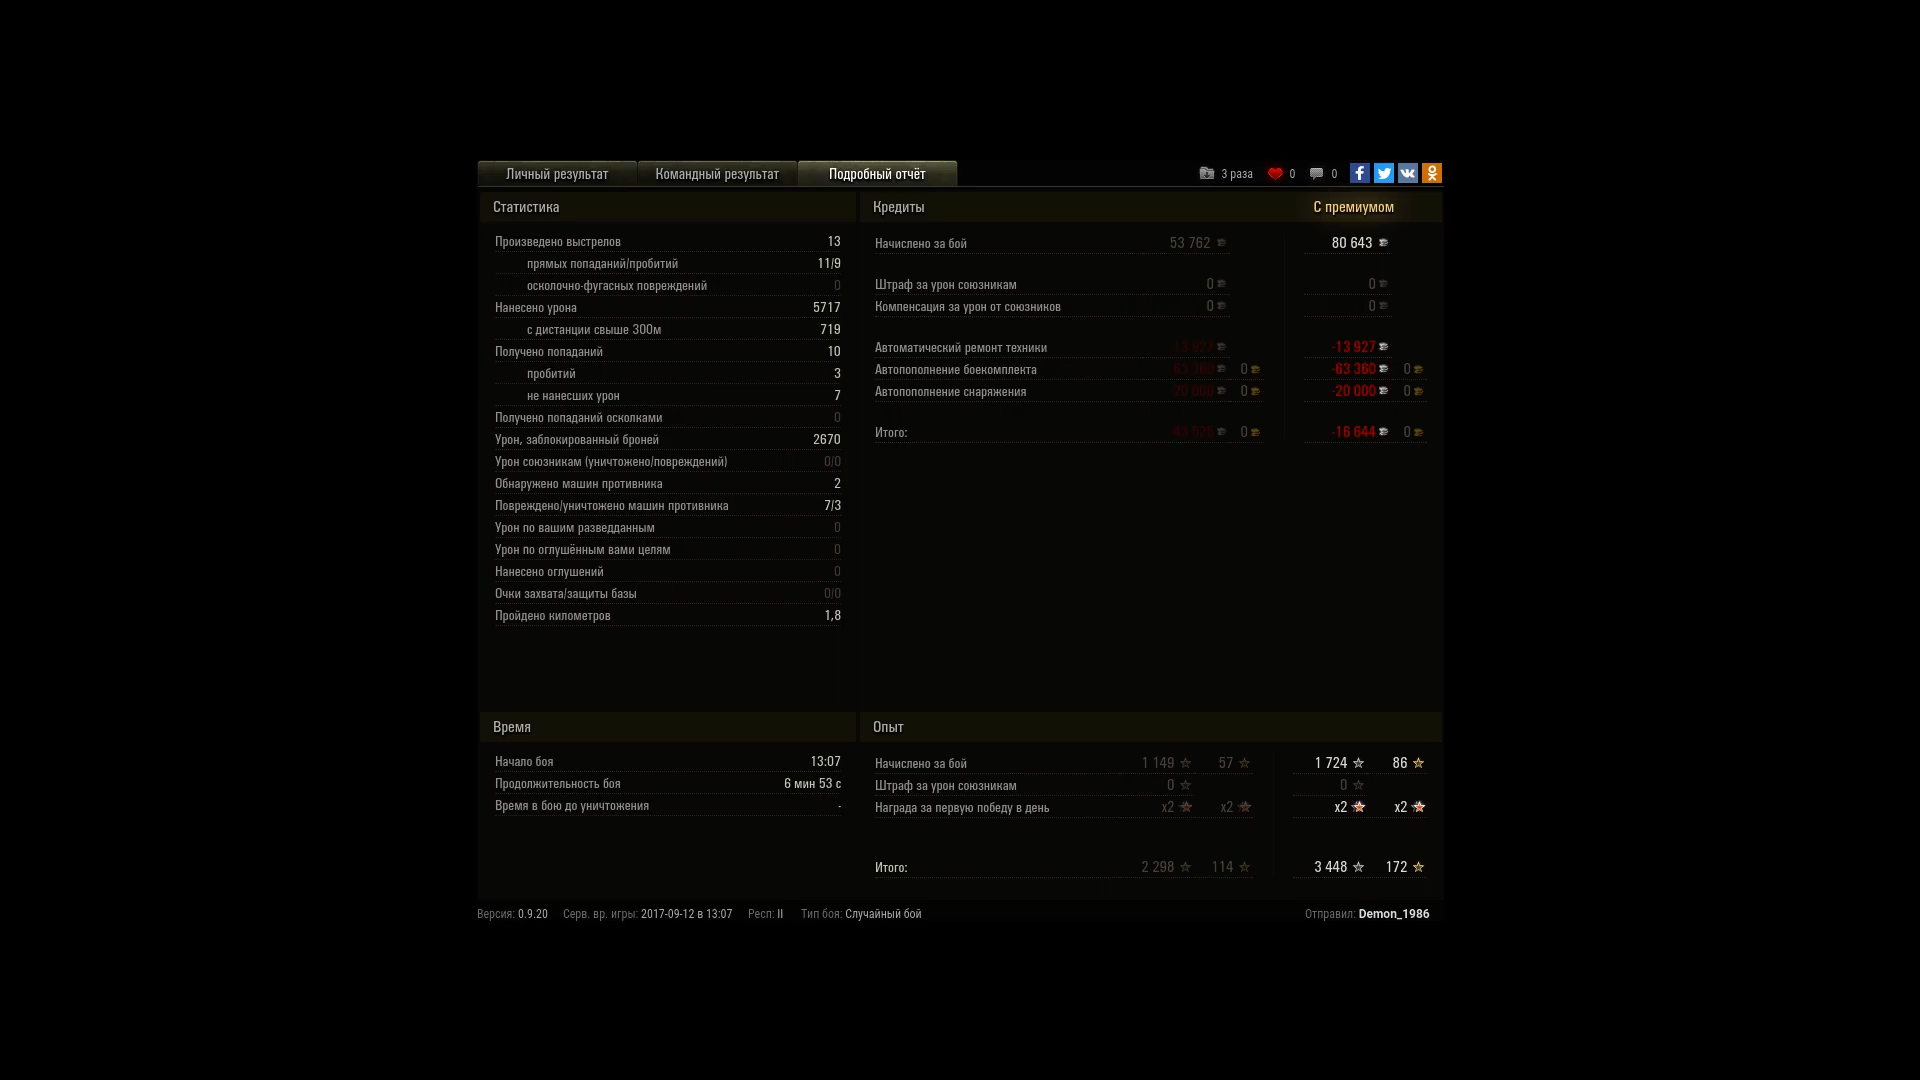 Личный результат Командный результат Подробный отчёт 3 раза 0 0
Статистика
Произведено выстрелов 13
прямых попаданий/пробитий 11/9
осколочно-фугасных повреждений 0
Нанесено урона 5717
с дистанции свыше 300м 719
Получено попаданий 10
пробитий 3
не нанесших урон 7
Получено попаданий осколками 0
Урон, заблокированный броней 2670
Урон союзникам (уничтожено/повреждений) 0/0
Обнаружено машин противника 2
Повреждено/уничтожено машин противника 7/3
Урон по вашим разведданным 0
Урон по оглушённым вами целям 0
Нанесено оглушений 0
Очки захвата/защиты базы 0/0
Пройдено километров 1,8
Кредиты С премиумом
Начислено за бой 53 762 80 643
Штраф за урон союзникам 0 0
Компенсация за урон от союзников 0 0
Автоматический ремонт техники -13 927 -13 927
Автопополнение боекомплекта -63 360 0 -63 360 0
Автопополнение снаряжения -20 000 0 -20 000 0
Итого: 0 -16 644 0
Время
Начало боя 13:07
Продолжительность боя 6 мин 53 с
Время в бою до уничтожения -
Опыт
Начислено за бой 1 149 57 1 724 86
Штраф за урон союзникам 0 0
Награда за первую победу в день x2 x2 x2 x2
Итого: 2 298 114 3 448 172
Версия: 0.9.20 Серв. вр. игры: 2017-09-12 в 13:07 Респ: II Тип боя: Случайный бой Отправил: Demon_1986